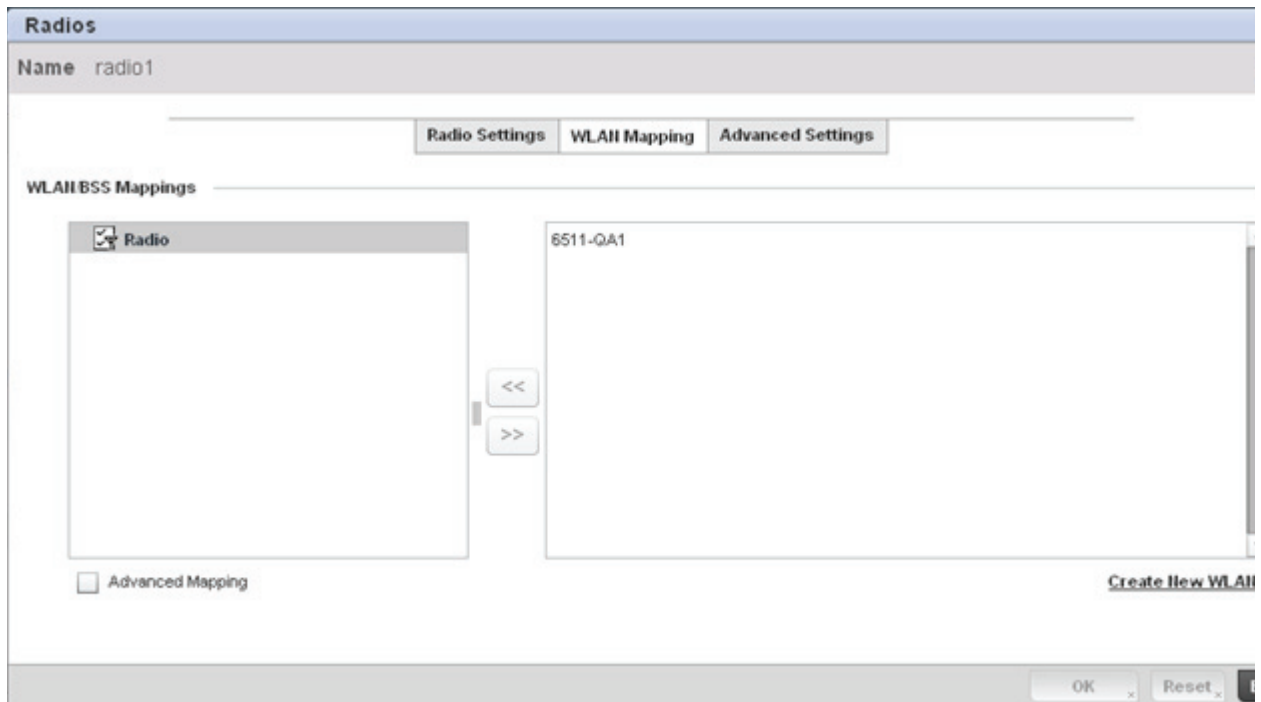 Radios
Name radio1
Radio Settings WLAN Mapping Advanced Settings
WLAN/BSS Mappings
Radio
6511-QA1
<<
>>
Advanced Mapping
Create New WLAN
OK Reset